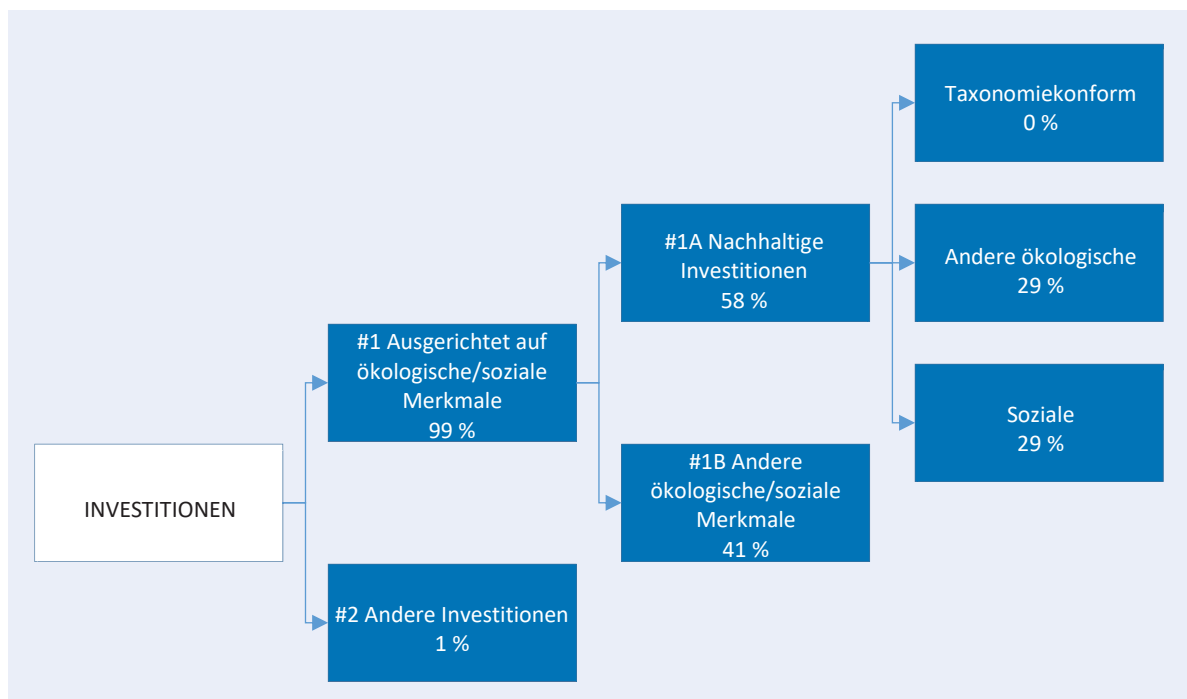 INVESTITIONEN
#1 Ausgerichtet auf
ökologische/soziale
Merkmale
99 %
#2 Andere Investitionen
1 %
#1A Nachhaltige
Investitionen
58 %
#1B Andere
ökologische/soziale
Merkmale
41 %
Taxonomiekonform
0 %
Andere ökologische
29 %
Soziale
29 %